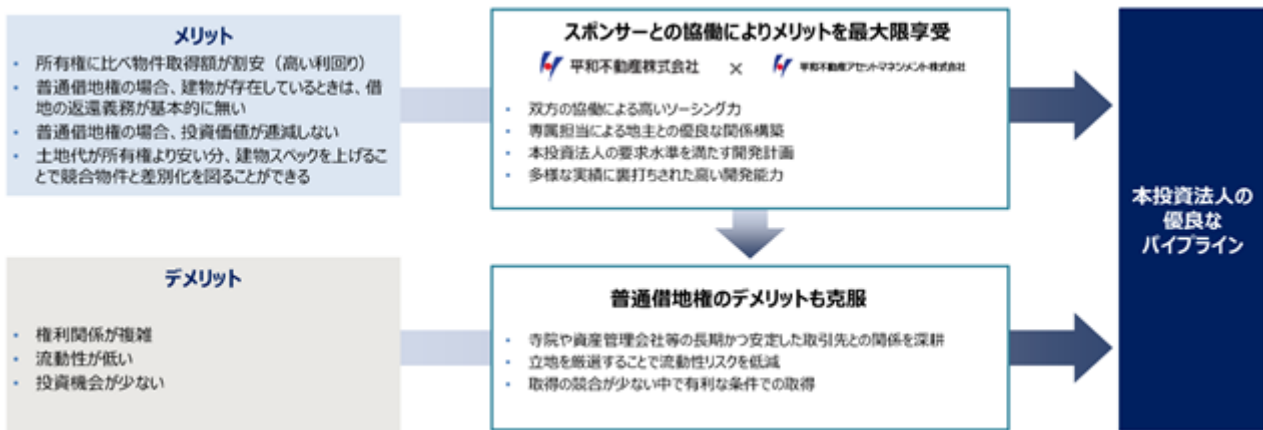 メリット
• 所有権に比べ物件取得額が割安（高い利回り）
• 普通借地権の場合、建物が存在しているときは、借
地の返還義務が基本的に無い
• 普通借地権の場合、投資価値が逓減しない
• 土地代が所有権より安い分、建物スペックを上げるこ
とで競合物件と差別化を図ることができる
スポンサーとの協働によりメリットを最大限享受
平和不動産株式会社 × 平和不動産アセットマネジメント株式会社
• 双方の協働による高いソーシング力
• 専属担当による地主との優良な関係構築
• 本投資法人の要求水準を満たす開発計画
• 多様な実績に裏打ちされた高い開発能力
デメリット
• 権利関係が複雑
• 流動性が低い
• 投資機会が少ない
普通借地権のデメリットも克服
• 寺院や資産管理会社等の長期かつ安定した取引先との関係を深耕
• 立地を厳選することで流動性リスクを低減
• 取得の競合が少ない中で有利な条件での取得
本投資法人の
優良な
パイプライン